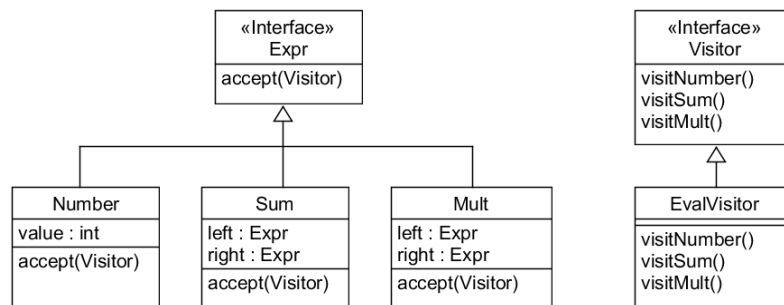 «Interface»
Expr
accept(Visitor)
«Interface»
Visitor
visitNumber()
visitSum()
visitMult()
Number
value : int
accept(Visitor)
Sum
left : Expr
right : Expr
accept(Visitor)
Mult
left : Expr
right : Expr
accept(Visitor)
EvalVisitor
visitNumber()
visitSum()
visitMult()